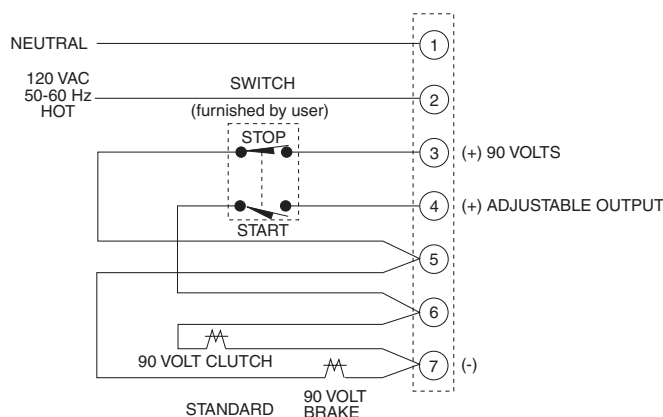 NEUTRAL
1
120 VAC
50-60 Hz
HOT
SWITCH
(furnished by user)
2
STOP
3
(+) 90 VOLTS
4
(+) ADJUSTABLE OUTPUT
START
5
6
90 VOLT CLUTCH
7
(-)
STANDARD
90 VOLT
BRAKE